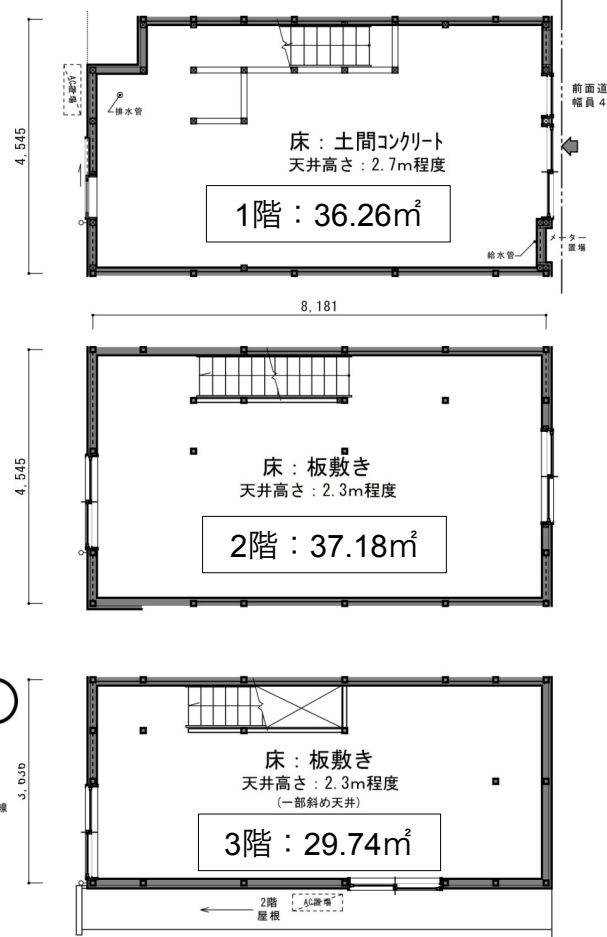 4,545
AC置場
排水管
床：土間コンクリート
天井高さ：2.7m程度
1階：36.26㎡
前面道
幅員4
メーター
置場
給水管
8,181
4,545
床：板敷き
天井高さ：2.3m程度
2階：37.18㎡
3,636
線
床：板敷き
天井高さ：2.3m程度
(一部斜め天井)
3階：29.74㎡
2階
屋根
AC置場